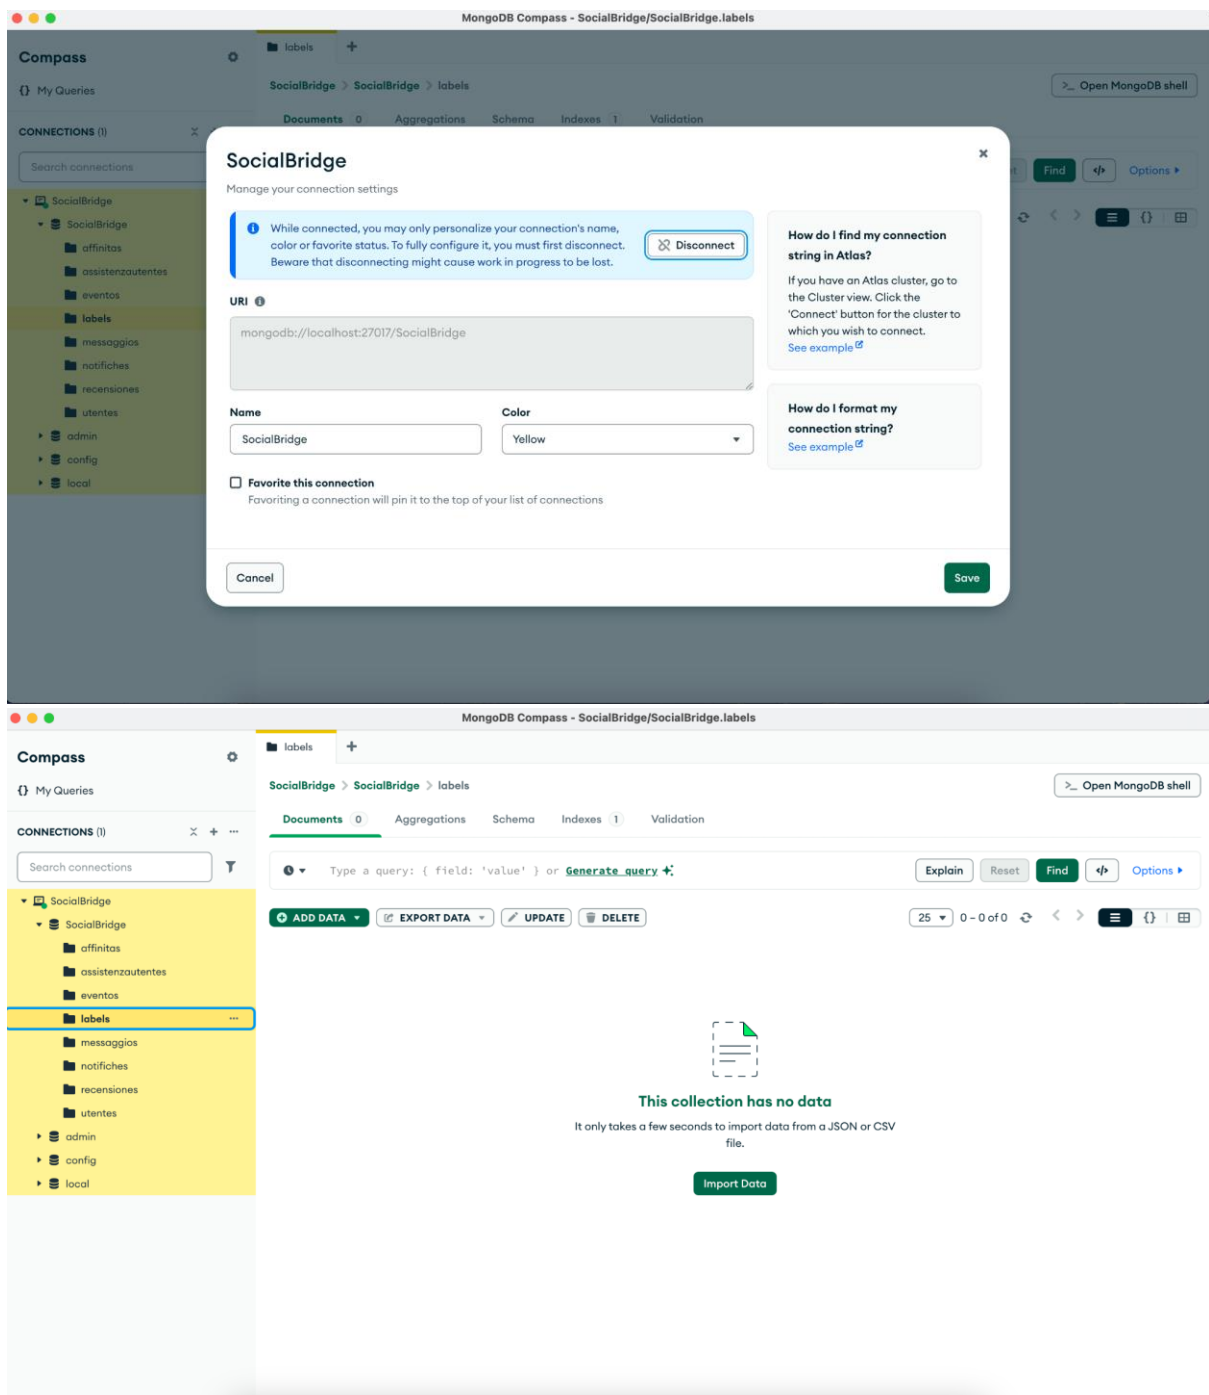 MongoDB Compass - SocialBridge/SocialBridge.labels
Compass
labels
My Queries
SocialBridge > SocialBridge > labels
>_ Open MongoDB shell
CONNECTIONS (1)
Documents 0 Aggregations Schema Indexes 1 Validation
Search connections
Find </> Options
SocialBridge
SocialBridge
affinitas
assistenzautentes
eventos
labels
messaggios
notifiches
recensiones
utentes
admin
config
local
SocialBridge
Manage your connection settings
While connected, you may only personalize your connection's name,
color or favorite status. To fully configure it, you must first disconnect.
Beware that disconnecting might cause work in progress to be lost.
Disconnect
URI
mongodb://localhost:27017/SocialBridge
Name
SocialBridge
Color
Yellow
Favorite this connection
Favoriting a connection will pin it to the top of your list of connections
How do I find my connection
string in Atlas?
If you have an Atlas cluster, go to
the Cluster view. Click the
'Connect' button for the cluster to
which you wish to connect.
See example
How do I format my
connection string?
See example
Cancel
Save
MongoDB Compass - SocialBridge/SocialBridge.labels
Compass
labels
My Queries
SocialBridge > SocialBridge > labels
>_ Open MongoDB shell
CONNECTIONS (1)
Documents 0 Aggregations Schema Indexes 1 Validation
Search connections
Type a query: { field: 'value' } or Generate query
Explain Reset Find </> Options
ADD DATA EXPORT DATA UPDATE DELETE
25 0 – 0 of 0 {}
SocialBridge
SocialBridge
affinitas
assistenzautentes
eventos
labels
messaggios
notifiches
recensiones
utentes
admin
config
local
This collection has no data
It only takes a few seconds to import data from a JSON or CSV
file.
Import Data